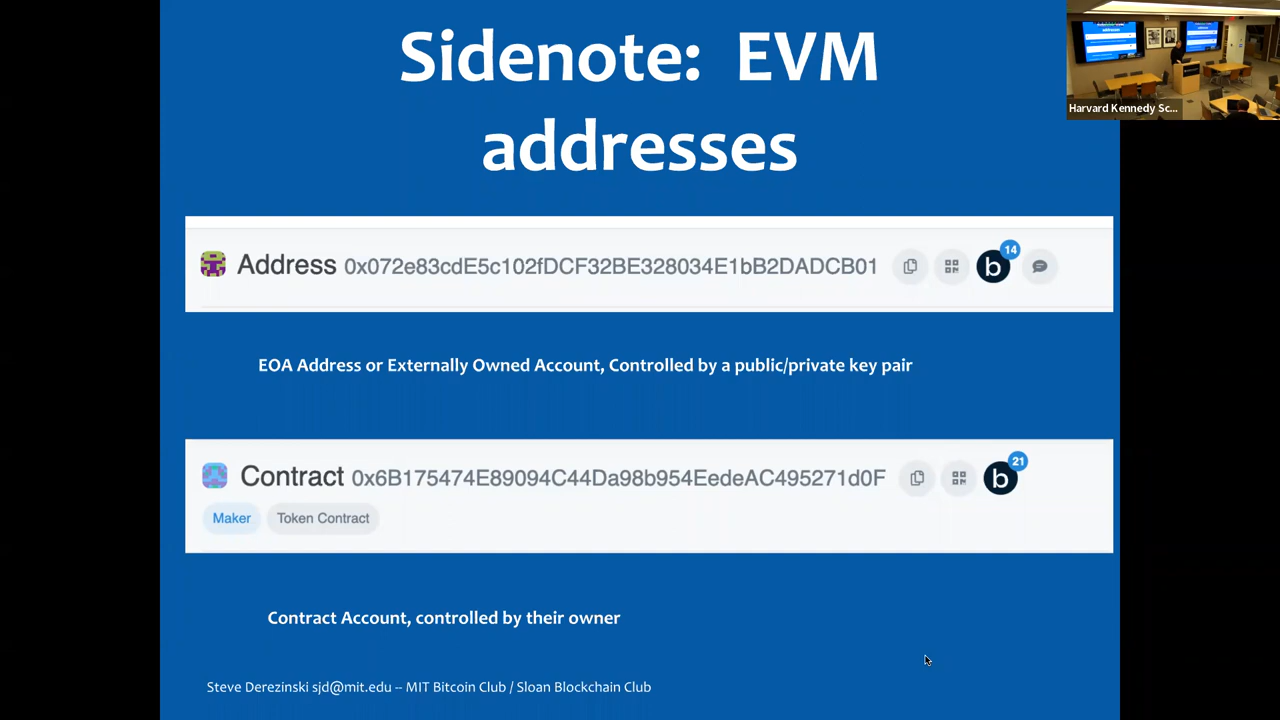 Sidenote: EVM
addresses
Harvard Kennedy Sc...
Address 0x072e83cdE5c102fDCF32BE328034E1bB2DADCB01
14
b
EOA Address or Externally Owned Account, Controlled by a public/private key pair
Contract 0x6B175474E89094C44Da98b954EedeAC495271d0F
21
b
Maker Token Contract
Contract Account, controlled by their owner
Steve Derezinski sjd@mit.edu – MIT Bitcoin Club / Sloan Blockchain Club